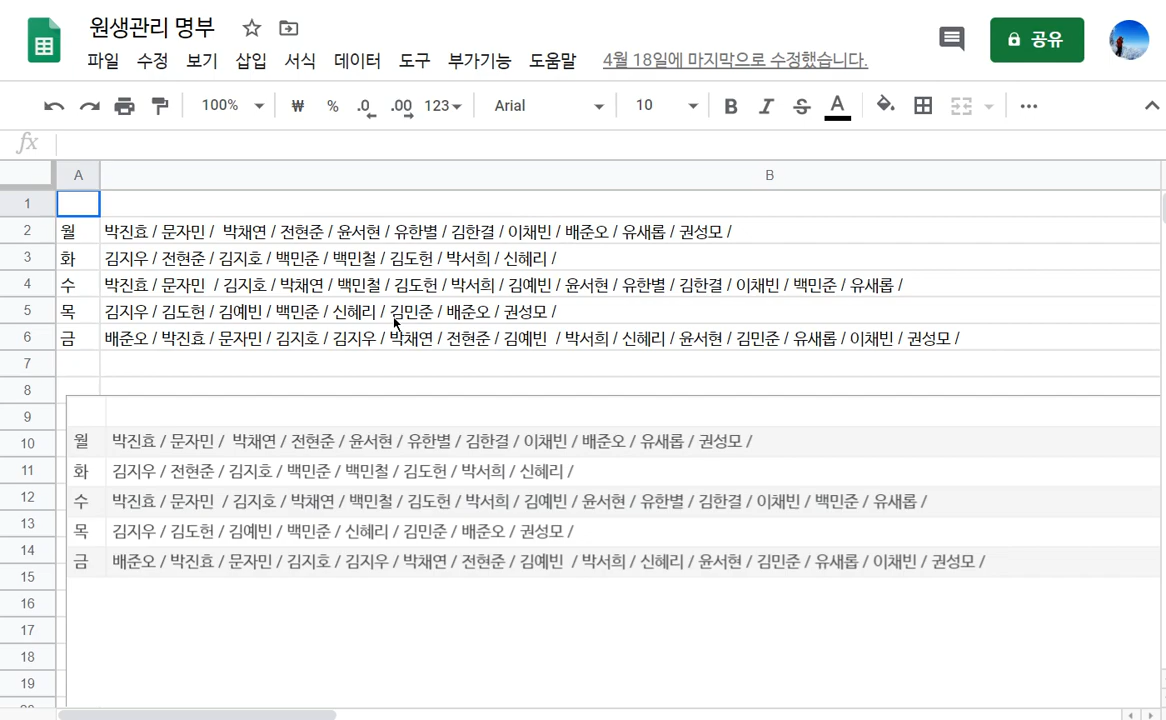 원생관리 명부
파일 수정 보기 삽입 서식 데이터 도구 부가기능 도움말 4월 18일에 마지막으로 수정했습니다.
공유
100% ₩ % .0 .00 123 Arial 10 B I S A
fx
A B
1
2 월 박진효 / 문자민 / 박채연 / 전현준 / 윤서현 / 유한별 / 김한결 / 이채빈 / 배준오 / 유새롭 / 권성모 /
3 화 김지우 / 전현준 / 김지호 / 백민준 / 백민철 / 김도헌 / 박서희 / 신혜리 /
4 수 박진효 / 문자민 / 김지호 / 박채연 / 백민철 / 김도헌 / 박서희 / 김예빈 / 윤서현 / 유한별 / 김한결 / 이채빈 / 백민준 / 유새롭 /
5 목 김지우 / 김도헌 / 김예빈 / 백민준 / 신혜리 / 김민준 / 배준오 / 권성모 /
6 금 배준오 / 박진효 / 문자민 / 김지호 / 김지우 / 박채연 / 전현준 / 김예빈 / 박서희 / 신혜리 / 윤서현 / 김민준 / 유새롭 / 이채빈 / 권성모 /
7
8
9
10 월 박진효 / 문자민 / 박채연 / 전현준 / 윤서현 / 유한별 / 김한결 / 이채빈 / 배준오 / 유새롭 / 권성모 /
11 화 김지우 / 전현준 / 김지호 / 백민준 / 백민철 / 김도헌 / 박서희 / 신혜리 /
12 수 박진효 / 문자민 / 김지호 / 박채연 / 백민철 / 김도헌 / 박서희 / 김예빈 / 윤서현 / 유한별 / 김한결 / 이채빈 / 백민준 / 유새롭 /
13 목 김지우 / 김도헌 / 김예빈 / 백민준 / 신혜리 / 김민준 / 배준오 / 권성모 /
14 금 배준오 / 박진효 / 문자민 / 김지호 / 김지우 / 박채연 / 전현준 / 김예빈 / 박서희 / 신혜리 / 윤서현 / 김민준 / 유새롭 / 이채빈 / 권성모 /
15
16
17
18
19